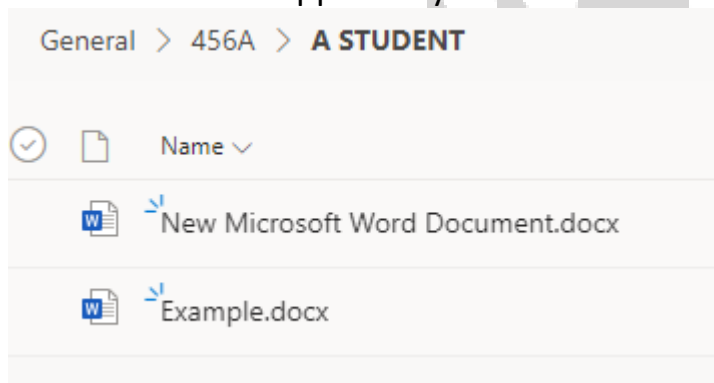 General > 456A > A STUDENT
Name
New Microsoft Word Document.docx
Example.docx